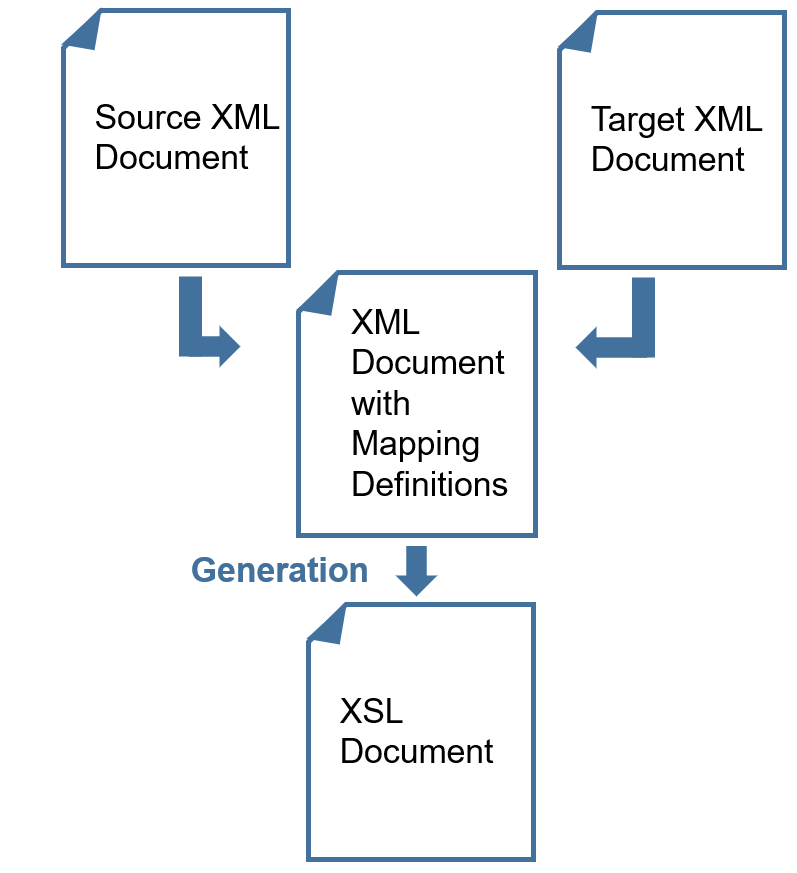 Source XML
Document
Target XML
Document
XML
Document
with
Mapping
Definitions
Generation
XSL
Document